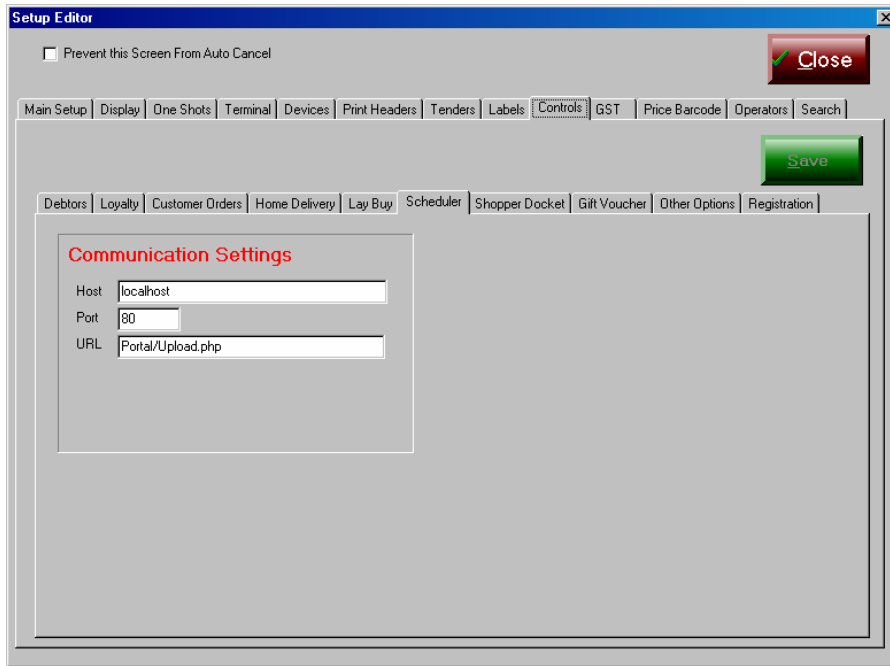 Setup Editor
Prevent this Screen From Auto Cancel
Close
Main Setup Display One Shots Terminal Devices Print Headers Tenders Labels Controls GST Price Barcode Operators Search
Save
Debtors Loyalty Customer Orders Home Delivery Lay Buy Scheduler Shopper Docket Gift Voucher Other Options Registration
Communication Settings
Host localhost
Port 80
URL Portal/Upload.php